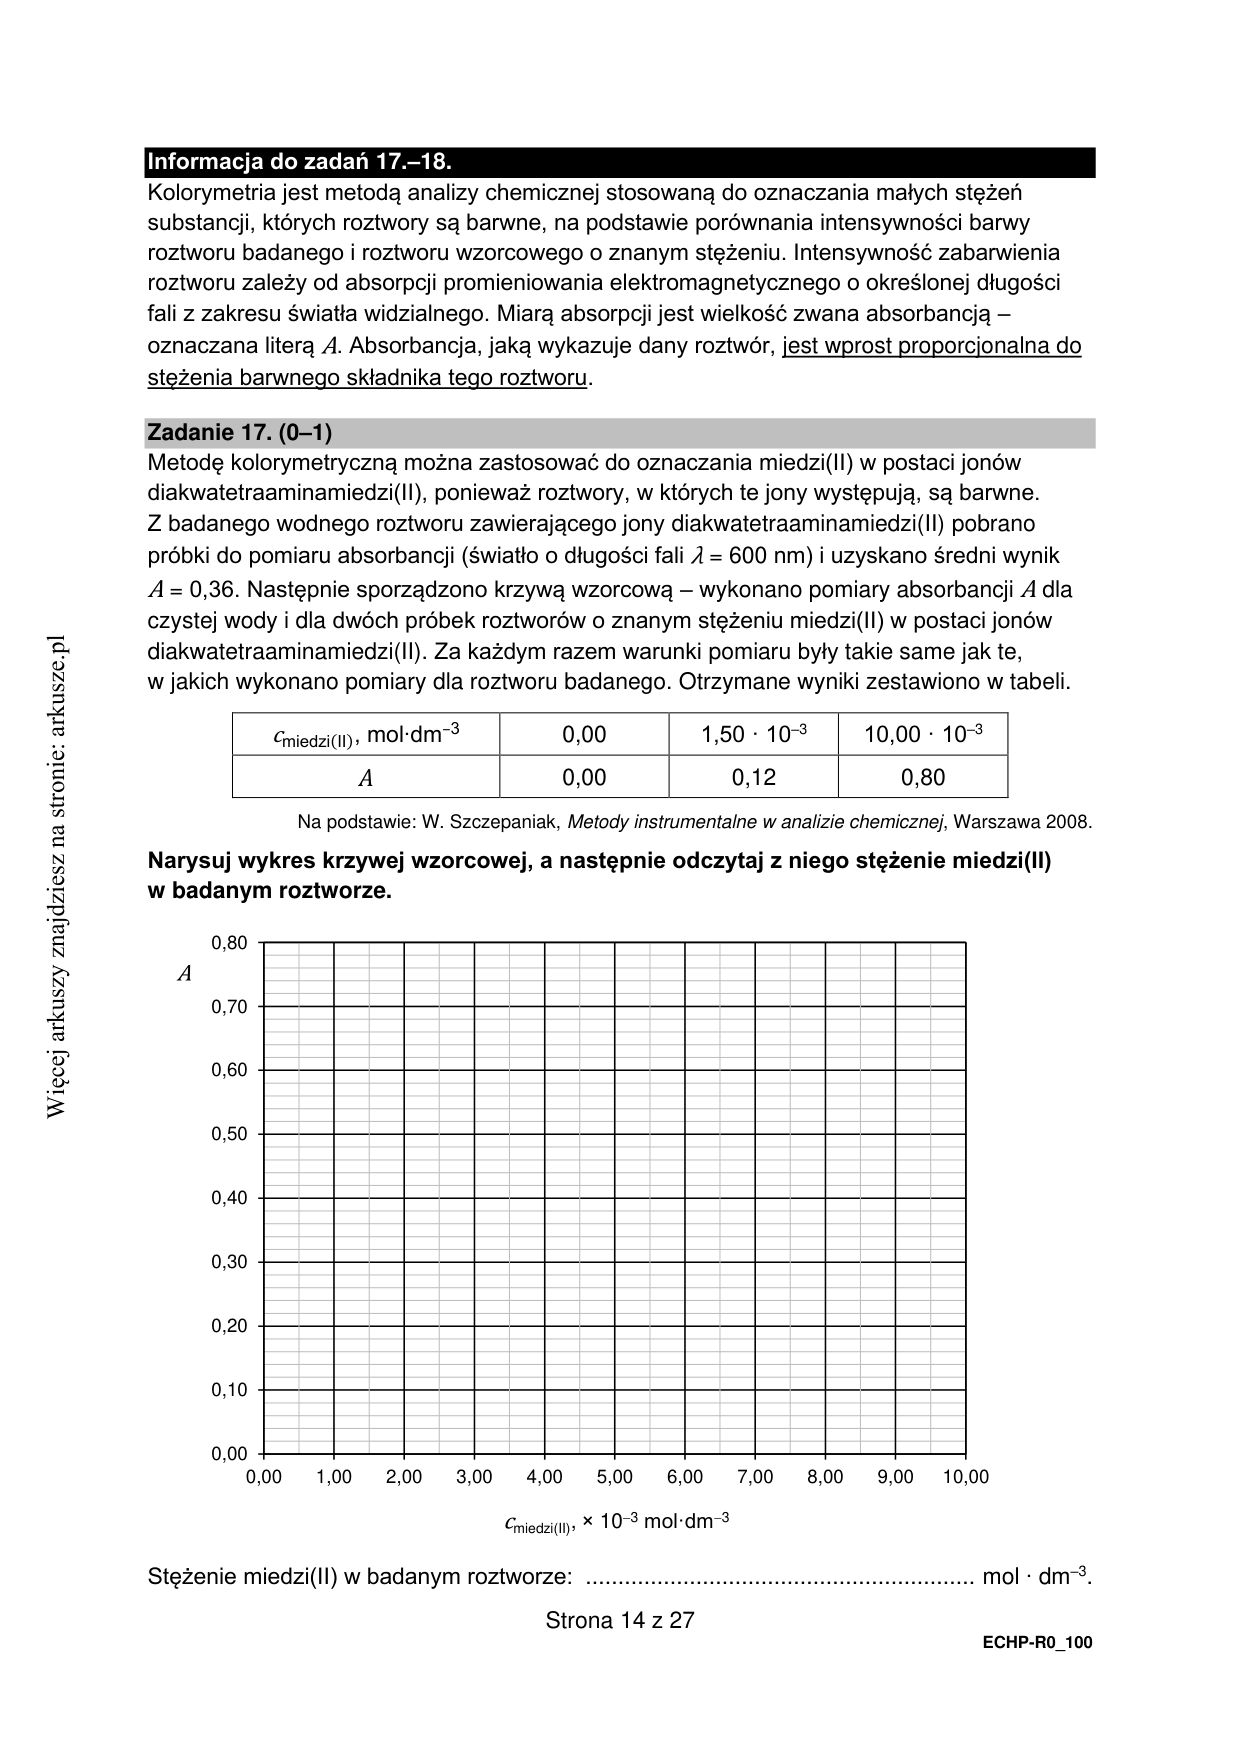 Informacja do zadań 17.–18.
Kolorymetria jest metodą analizy chemicznej stosowaną do oznaczania małych stężeń
substancji, których roztwory są barwne, na podstawie porównania intensywności barwy
roztworu badanego i roztworu wzorcowego o znanym stężeniu. Intensywność zabarwienia
roztworu zależy od absorpcji promieniowania elektromagnetycznego o określonej długości
fali z zakresu światła widzialnego. Miarą absorpcji jest wielkość zwana absorbancją –
oznaczana literą A. Absorbancja, jaką wykazuje dany roztwór, jest wprost proporcjonalna do
stężenia barwnego składnika tego roztworu.
Zadanie 17. (0–1)
Metodę kolorymetryczną można zastosować do oznaczania miedzi(II) w postaci jonów
diakwatetraaminamiedzi(II), ponieważ roztwory, w których te jony występują, są barwne.
Z badanego wodnego roztworu zawierającego jony diakwatetraaminamiedzi(II) pobrano
próbki do pomiaru absorbancji (światło o długości fali λ = 600 nm) i uzyskano średni wynik
A = 0,36. Następnie sporządzono krzywą wzorcową – wykonano pomiary absorbancji A dla
czystej wody i dla dwóch próbek roztworów o znanym stężeniu miedzi(II) w postaci jonów
diakwatetraaminamiedzi(II). Za każdym razem warunki pomiaru były takie same jak te,
w jakich wykonano pomiary dla roztworu badanego. Otrzymane wyniki zestawiono w tabeli.
c miedzi(II), mol·dm⁻³ 0,00 1,50 · 10⁻³ 10,00 · 10⁻³
A 0,00 0,12 0,80
Na podstawie: W. Szczepaniak, Metody instrumentalne w analizie chemicznej, Warszawa 2008.
Narysuj wykres krzywej wzorcowej, a następnie odczytaj z niego stężenie miedzi(II)
w badanym roztworze.
0,80
A
0,70
0,60
0,50
0,40
0,30
0,20
0,10
0,00
0,00 1,00 2,00 3,00 4,00 5,00 6,00 7,00 8,00 9,00 10,00
c miedzi(II), × 10⁻³ mol·dm⁻³
Stężenie miedzi(II) w badanym roztworze: ............................................................ mol · dm⁻³.
Strona 14 z 27
ECHP-R0_100
Więcej arkuszy znajdziesz na stronie: arkusze.pl